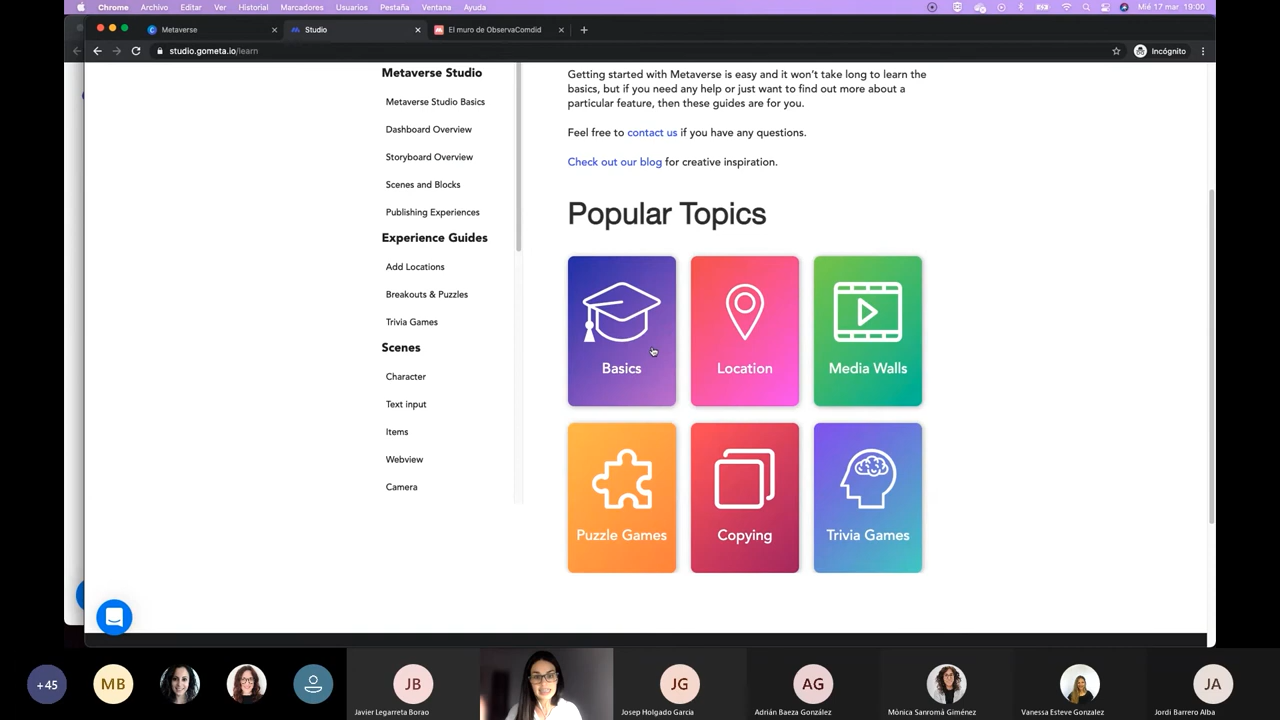 Chrome Archivo Editar Ver Historial Marcadores Usuarios Pestaña Ventana Ayuda Mié 17 mar 19:00
Metaverse Studio El muro de ObservaComdid
studio.gometa.io/learn Incógnito
Metaverse Studio
Metaverse Studio Basics
Dashboard Overview
Storyboard Overview
Scenes and Blocks
Publishing Experiences
Experience Guides
Add Locations
Breakouts & Puzzles
Trivia Games
Scenes
Character
Text input
Items
Webview
Camera
Getting started with Metaverse is easy and it won't take long to learn the
basics, but if you need any help or just want to find out more about a
particular feature, then these guides are for you.
Feel free to contact us if you have any questions.
Check out our blog for creative inspiration.
Popular Topics
Basics Location Media Walls
Puzzle Games Copying Trivia Games
+45 MB JB JG AG JA
Javier Legarreta Borao Josep Holgado Garcia Adrián Baeza González Mònica Sanromá Giménez Vanessa Esteve Gonzalez Jordi Barrero Alba